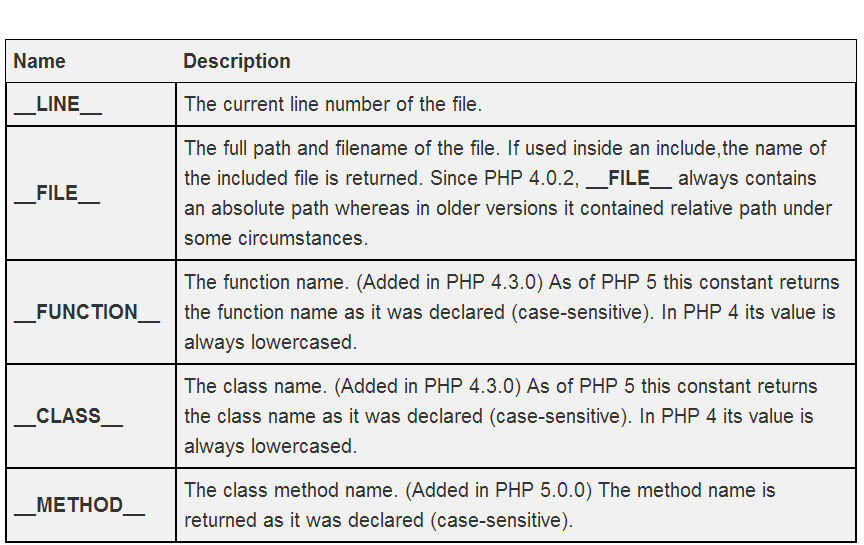 Name Description
__LINE__ The current line number of the file.
__FILE__
The full path and filename of the file. If used inside an include,the name of
the included file is returned. Since PHP 4.0.2, __FILE__ always contains
an absolute path whereas in older versions it contained relative path under
some circumstances.
__FUNCTION__
The function name. (Added in PHP 4.3.0) As of PHP 5 this constant returns
the function name as it was declared (case-sensitive). In PHP 4 its value is
always lowercased.
__CLASS__
The class name. (Added in PHP 4.3.0) As of PHP 5 this constant returns
the class name as it was declared (case-sensitive). In PHP 4 its value is
always lowercased.
__METHOD__
The class method name. (Added in PHP 5.0.0) The method name is
returned as it was declared (case-sensitive).